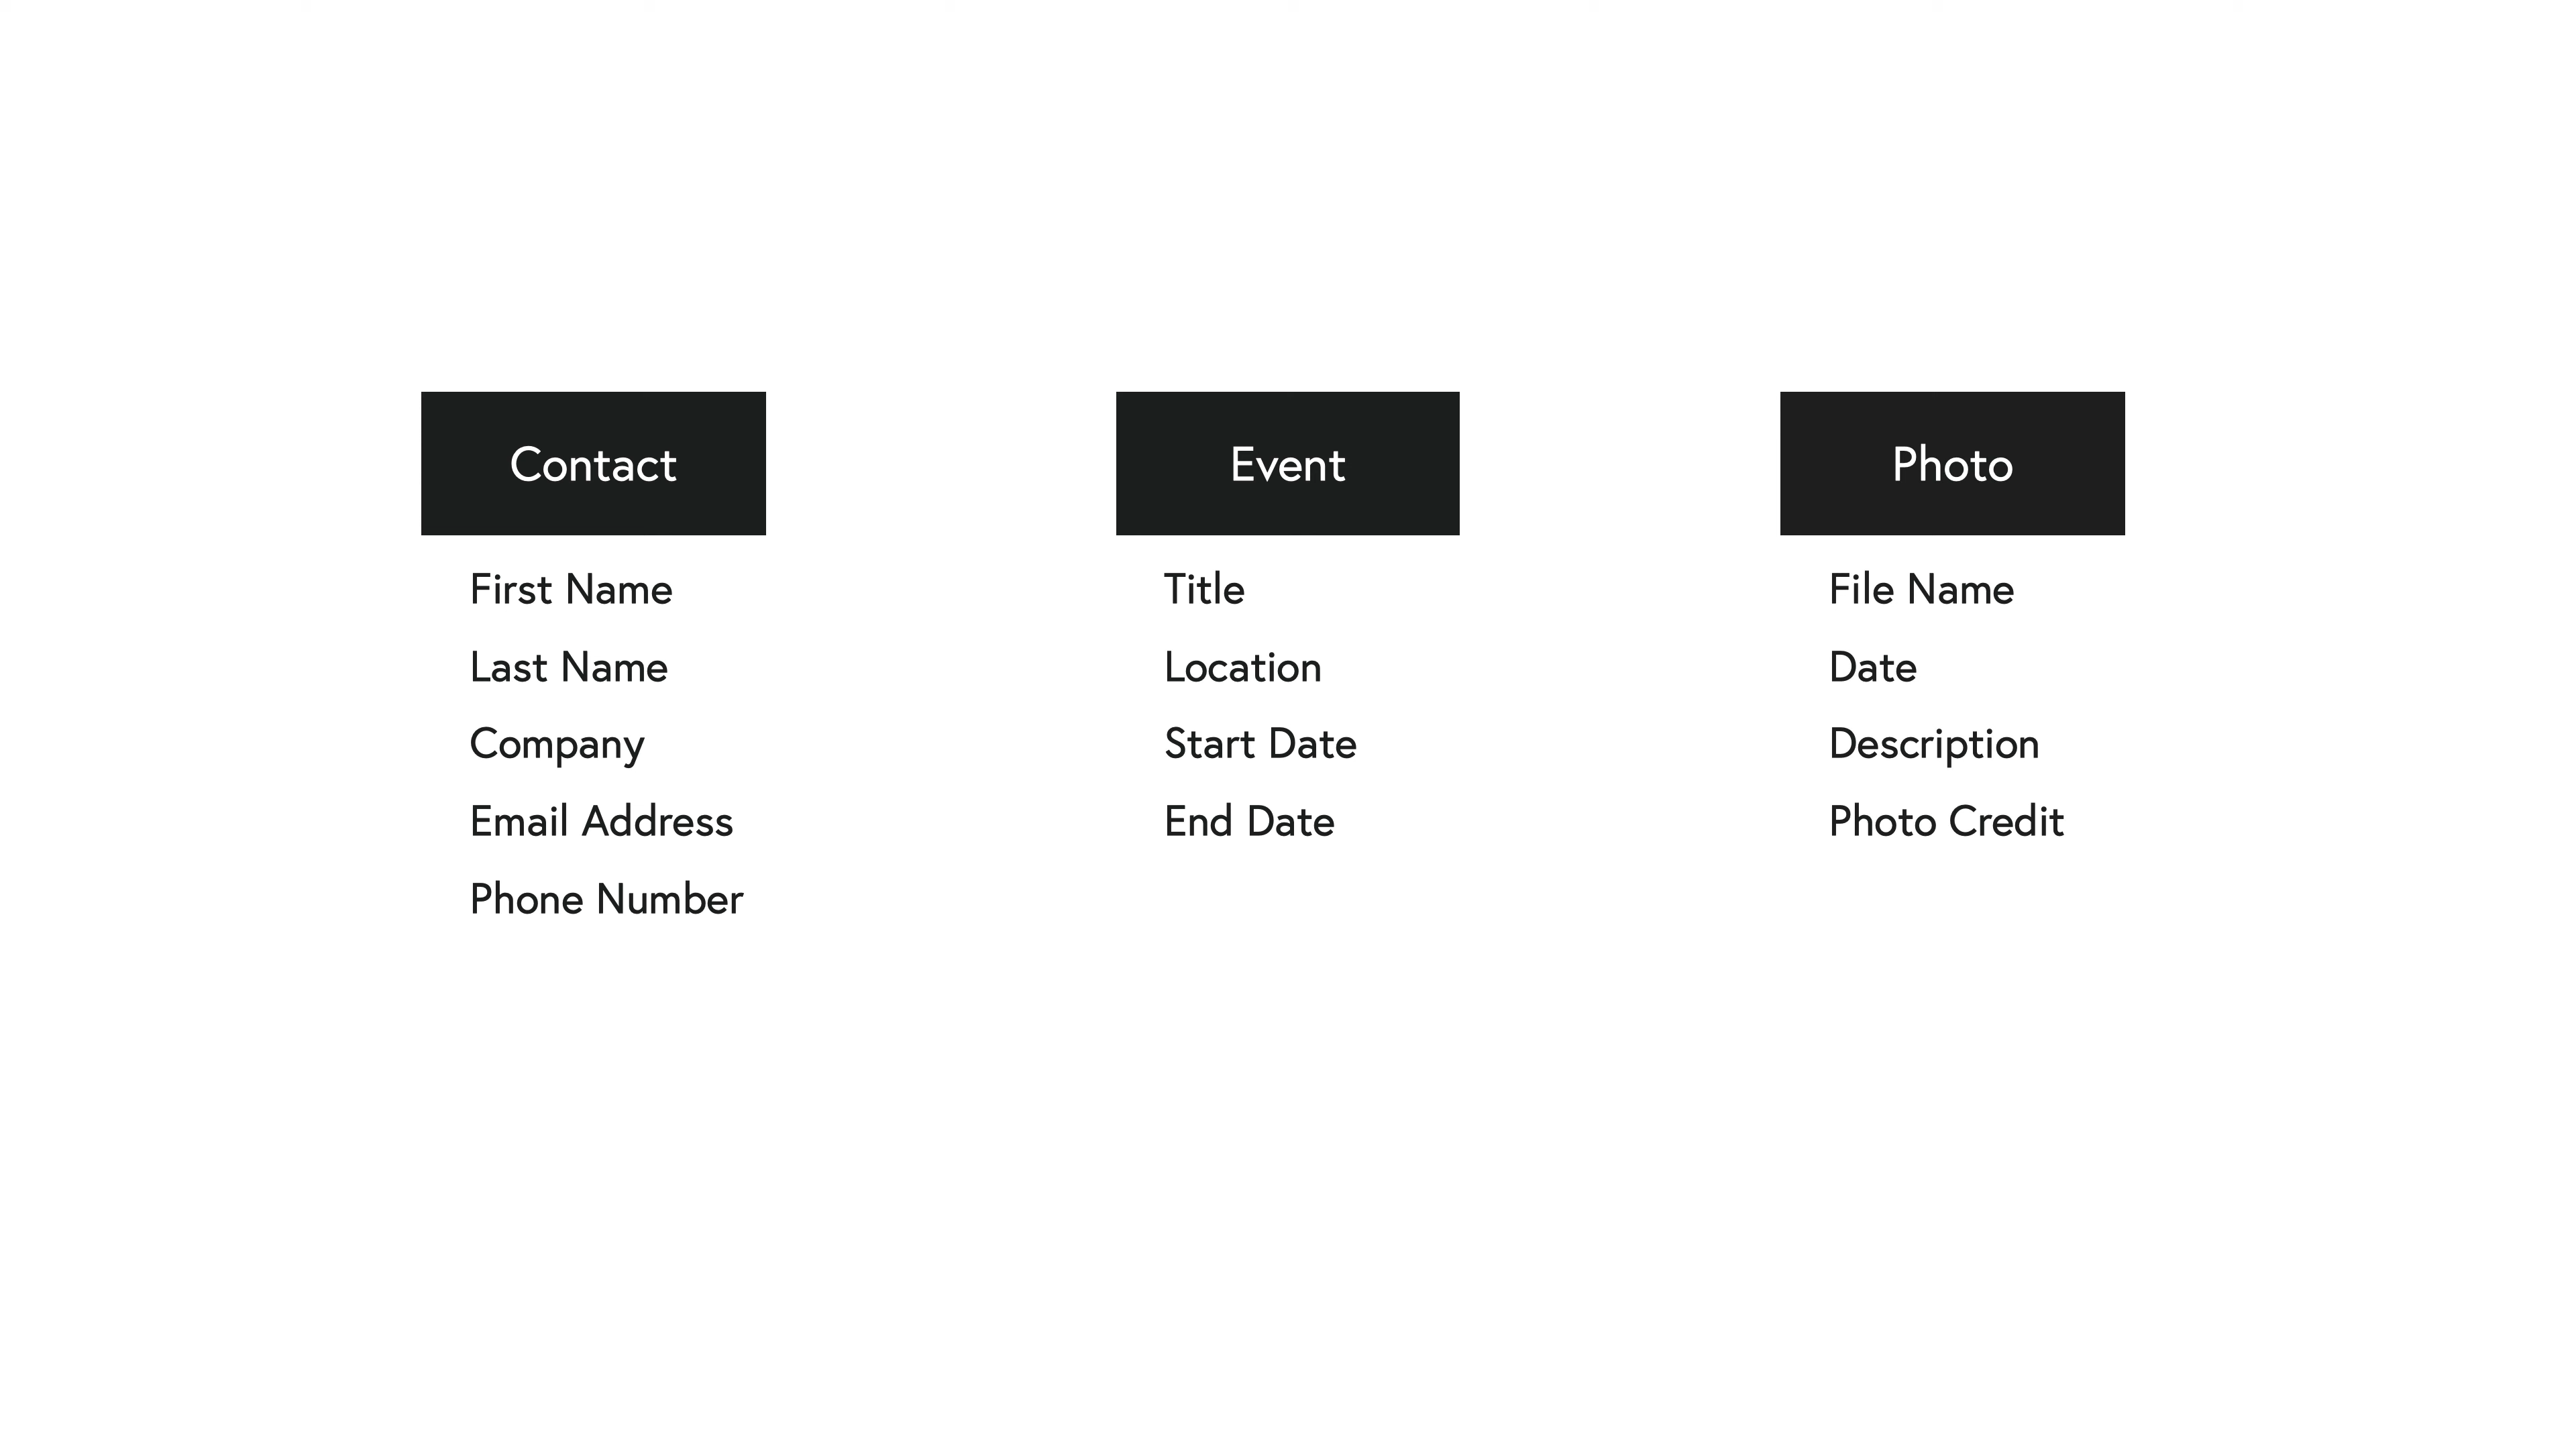 Contact
First Name
Last Name
Company
Email Address
Phone Number
Event
Title
Location
Start Date
End Date
Photo
File Name
Date
Description
Photo Credit